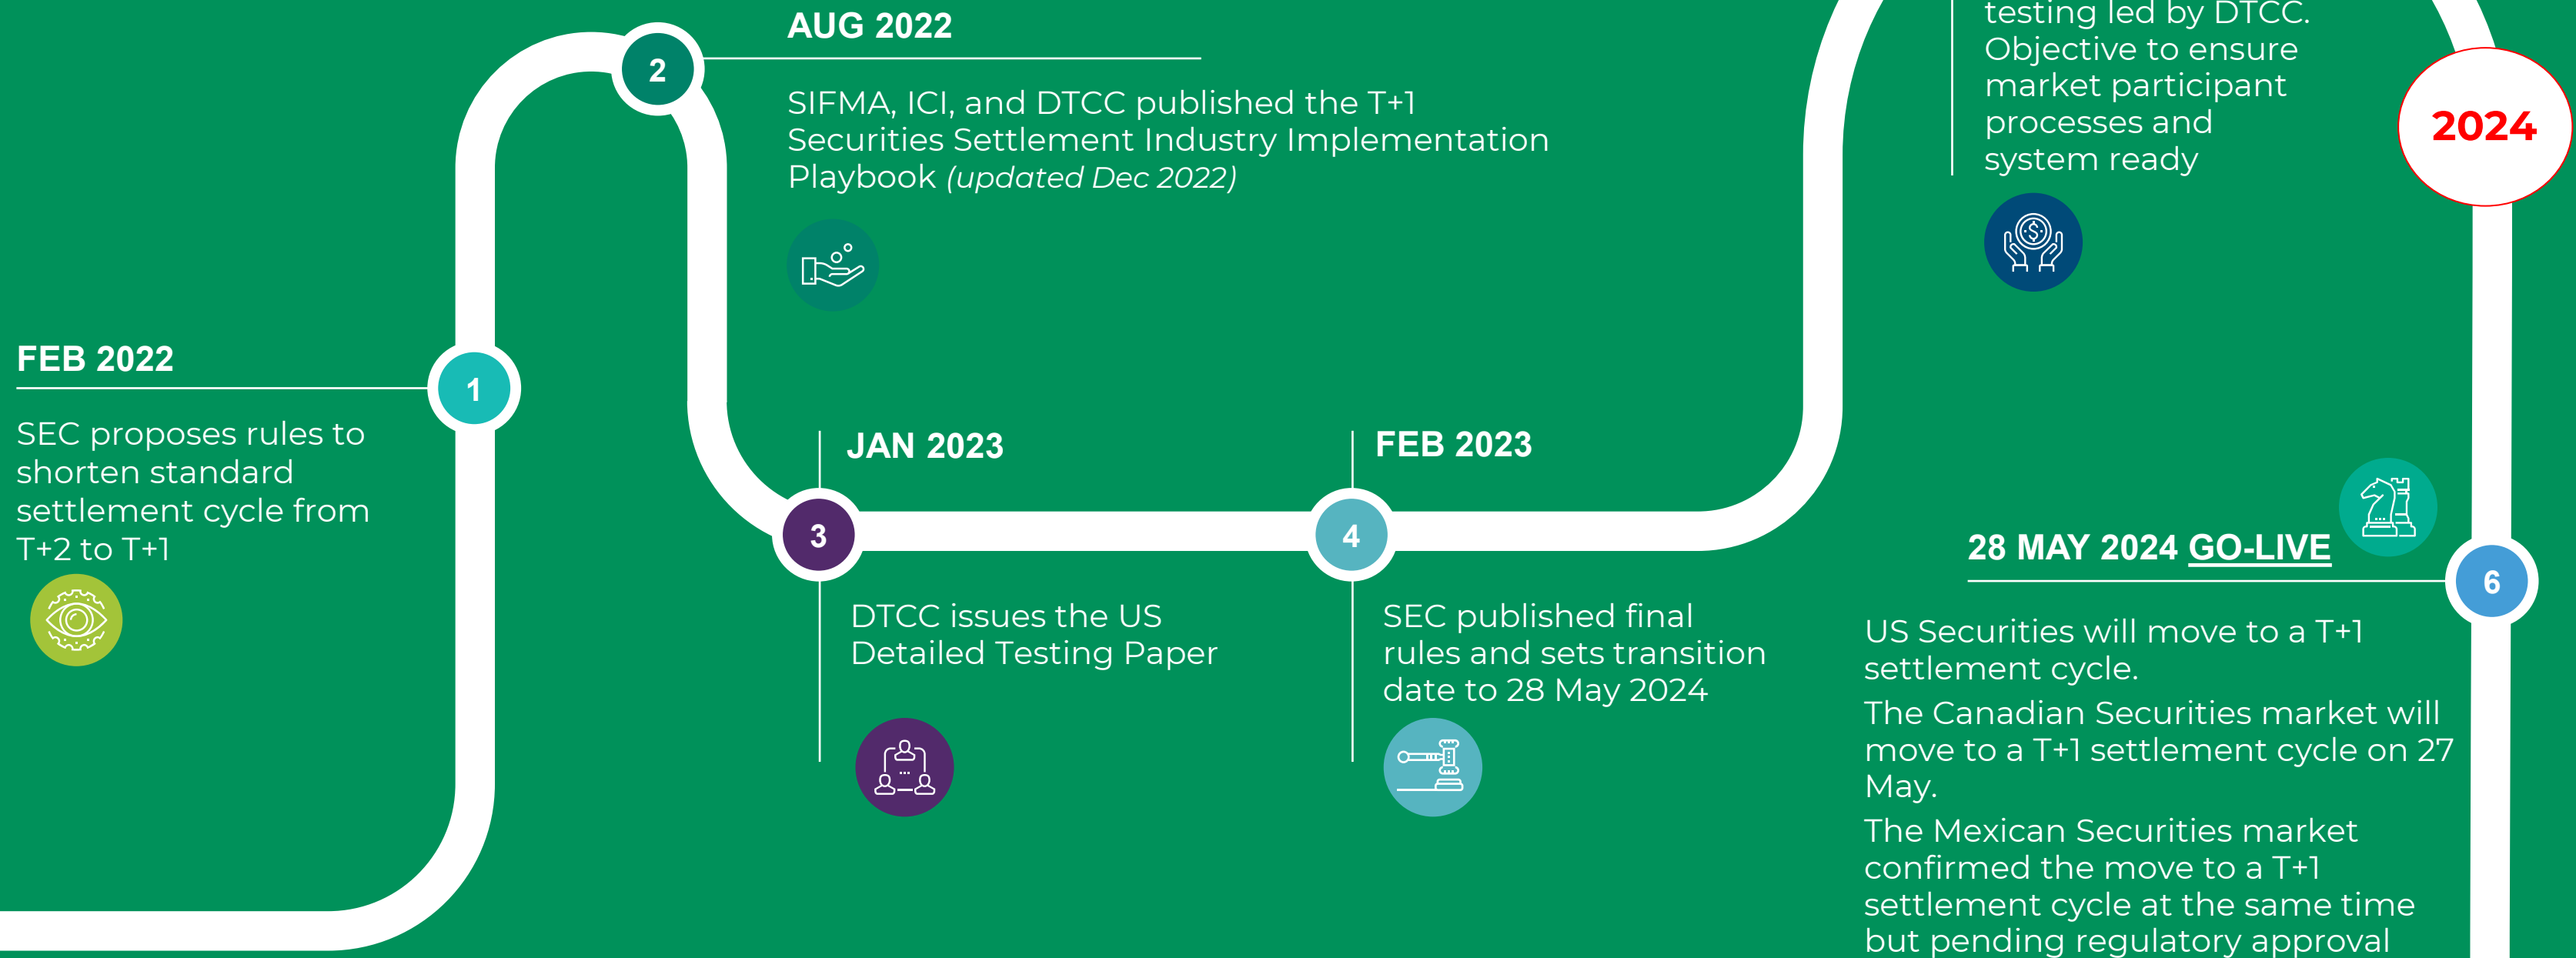 FEB 2022
1
SEC proposes rules to
shorten standard
settlement cycle from
T+2 to T+1
2
AUG 2022
SIFMA, ICI, and DTCC published the T+1
Securities Settlement Industry Implementation
Playbook (updated Dec 2022)
JAN 2023
3
DTCC issues the US
Detailed Testing Paper
FEB 2023
4
SEC published final
rules and sets transition
date to 28 May 2024
testing led by DTCC.
Objective to ensure
market participant
processes and
system ready
2024
28 MAY 2024 GO-LIVE
6
US Securities will move to a T+1
settlement cycle.
The Canadian Securities market will
move to a T+1 settlement cycle on 27
May.
The Mexican Securities market
confirmed the move to a T+1
settlement cycle at the same time
but pending regulatory approval